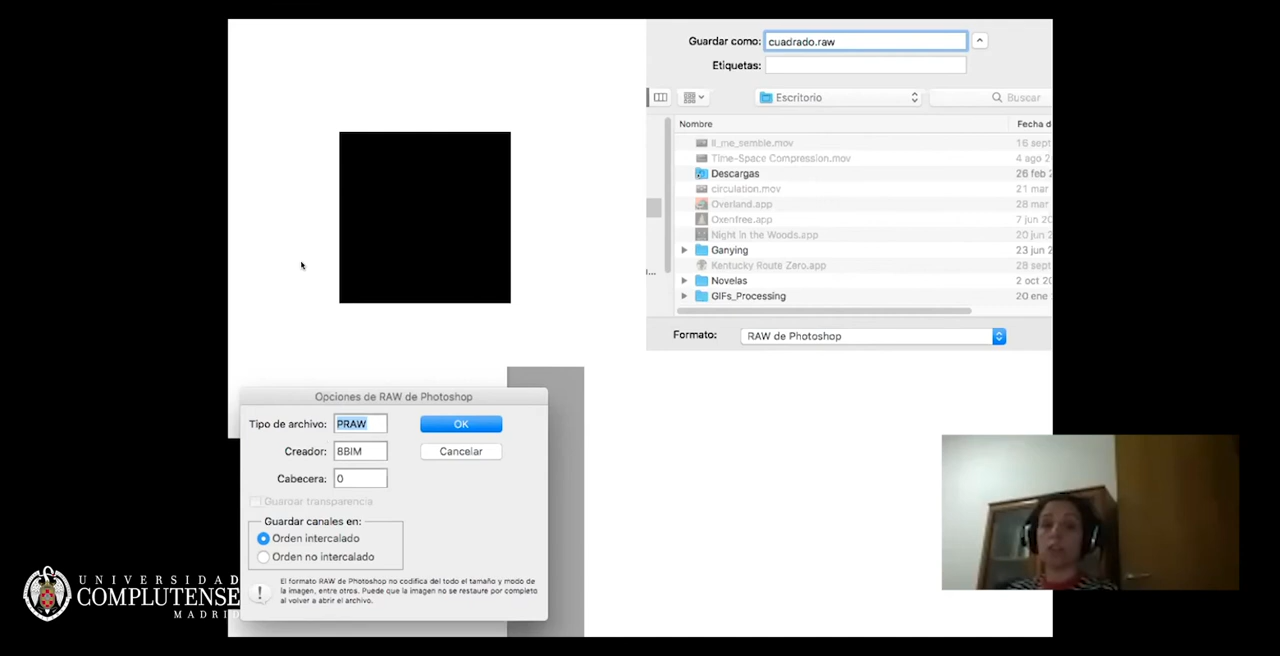 Guardar como: cuadrado.raw
Etiquetas:
Escritorio
Buscar
Nombre
Fecha d
Il_me_semble.mov 16 sept
Time-Space Compression.mov 4 ago 2
Descargas 26 feb 2
circulation.mov 21 mar
Overland.app 28 mar
Oxenfree.app 7 jun 20
Night in the Woods.app 20 jun 2
Ganying 23 jun 2
Kentucky Route Zero.app 28 sept
Novelas 2 oct 20
GIFs_Processing 20 ene
Formato: RAW de Photoshop
Opciones de RAW de Photoshop
Tipo de archivo: PRAW OK
Creador: 8BIM Cancelar
Cabecera: 0
Guardar transparencia
Guardar canales en:
Orden intercalado
Orden no intercalado
El formato RAW de Photoshop no codifica del todo el tamaño y modo de
la imagen, entre otros. Puede que la imagen no se restaure por completo
al volver a abrir el archivo.
UNIVERSIDAD
COMPLUTENSE
MADRID